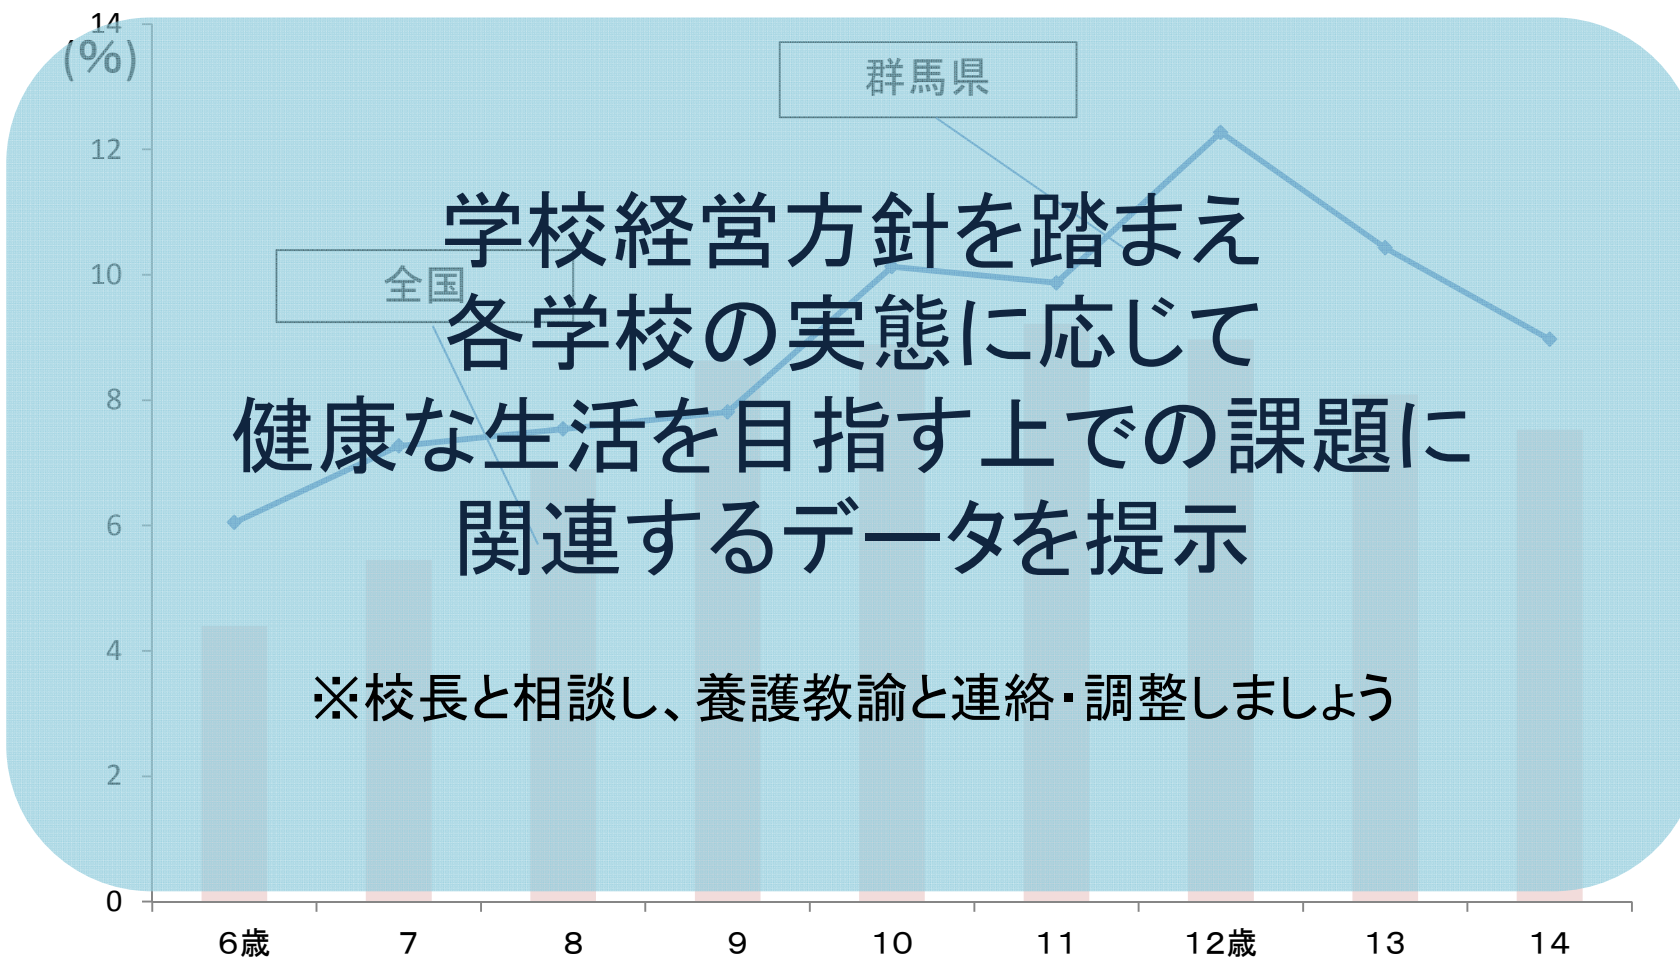 14
(%)
群馬県
12
学校経営方針を踏まえ
10
全国
各学校の実態に応じて
8
健康な生活を目指す上での課題に
6
関連するデータを提示
4
※校長と相談し、養護教諭と連絡・調整しましょう
2
0
6歳 7 8 9 10 11 12歳 13 14